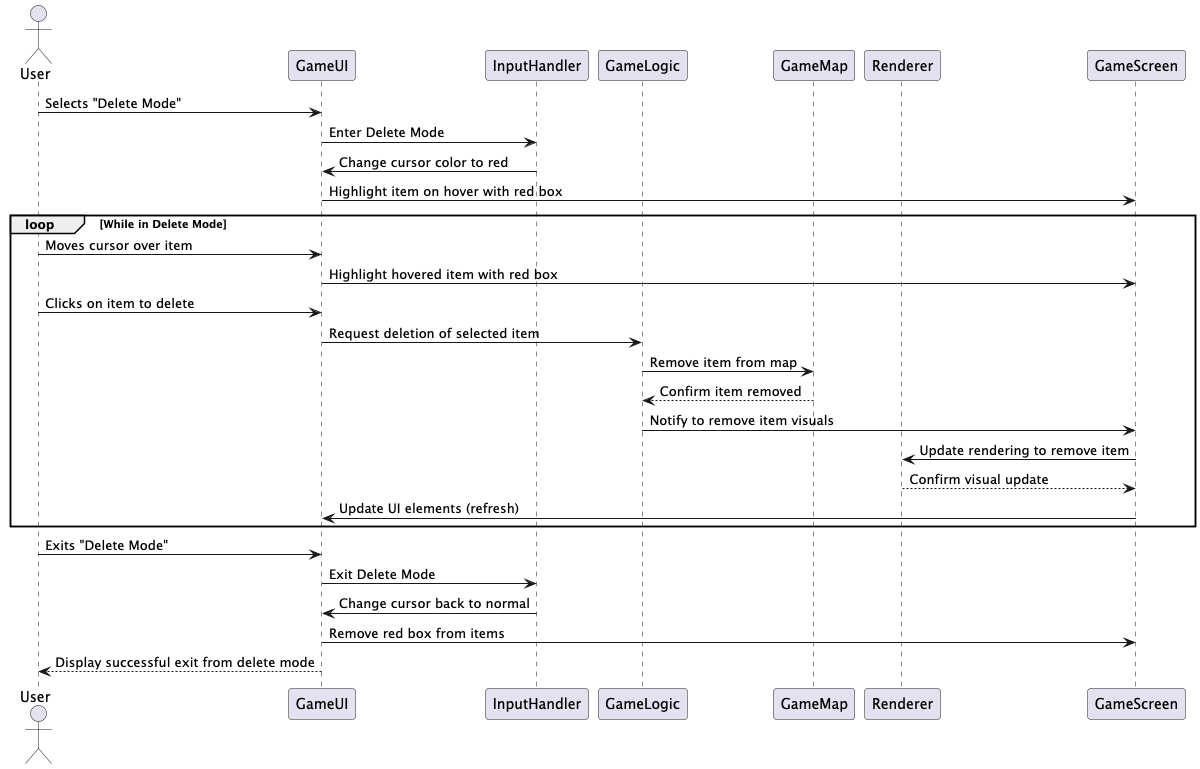 User
GameUI
InputHandler
GameLogic
GameMap
Renderer
GameScreen
Selects "Delete Mode"
Enter Delete Mode
Change cursor color to red
Highlight item on hover with red box
loop
[While in Delete Mode]
Moves cursor over item
Highlight hovered item with red box
Clicks on item to delete
Request deletion of selected item
Remove item from map
Confirm item removed
Notify to remove item visuals
Update rendering to remove item
Confirm visual update
Update UI elements (refresh)
Exits "Delete Mode"
Exit Delete Mode
Change cursor back to normal
Remove red box from items
Display successful exit from delete mode
User
GameUI
InputHandler
GameLogic
GameMap
Renderer
GameScreen